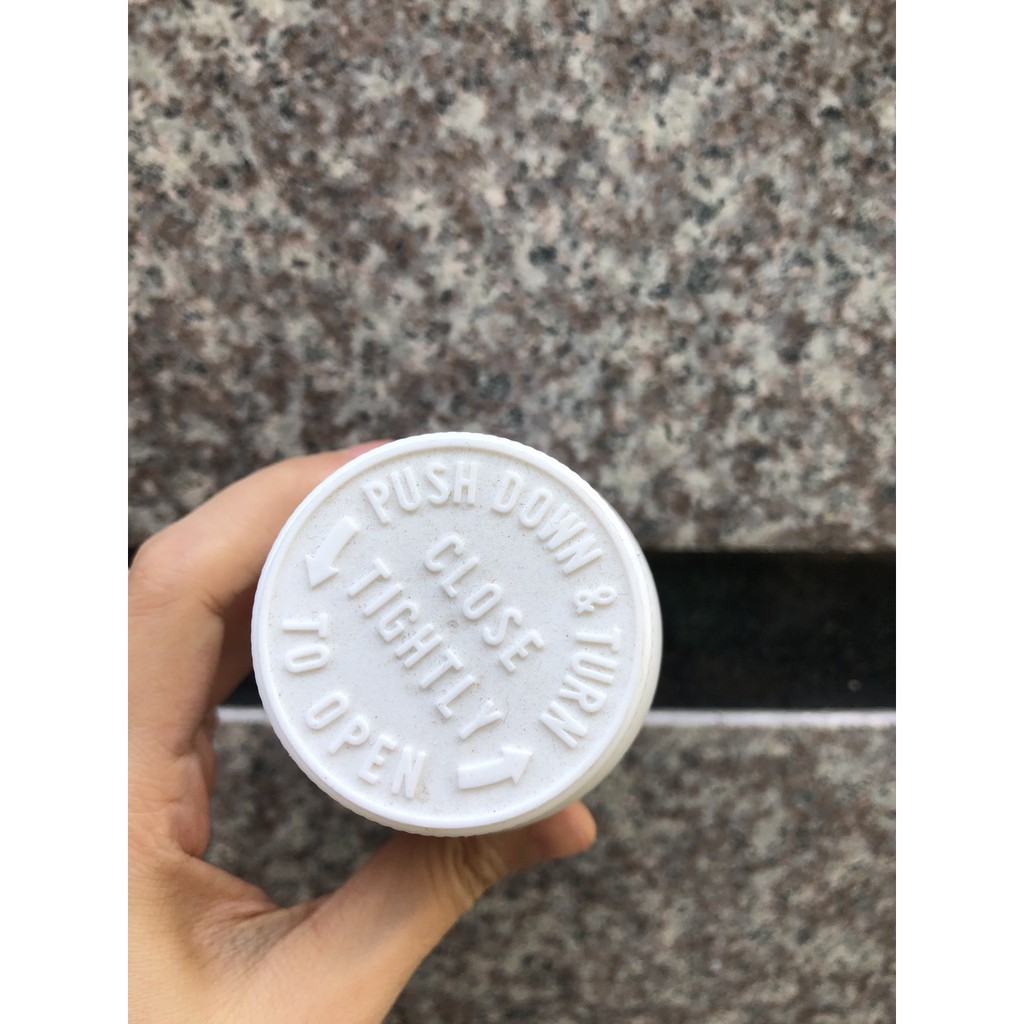 PUSH DOWN & TURN
CLOSE
TIGHTLY
TO OPEN